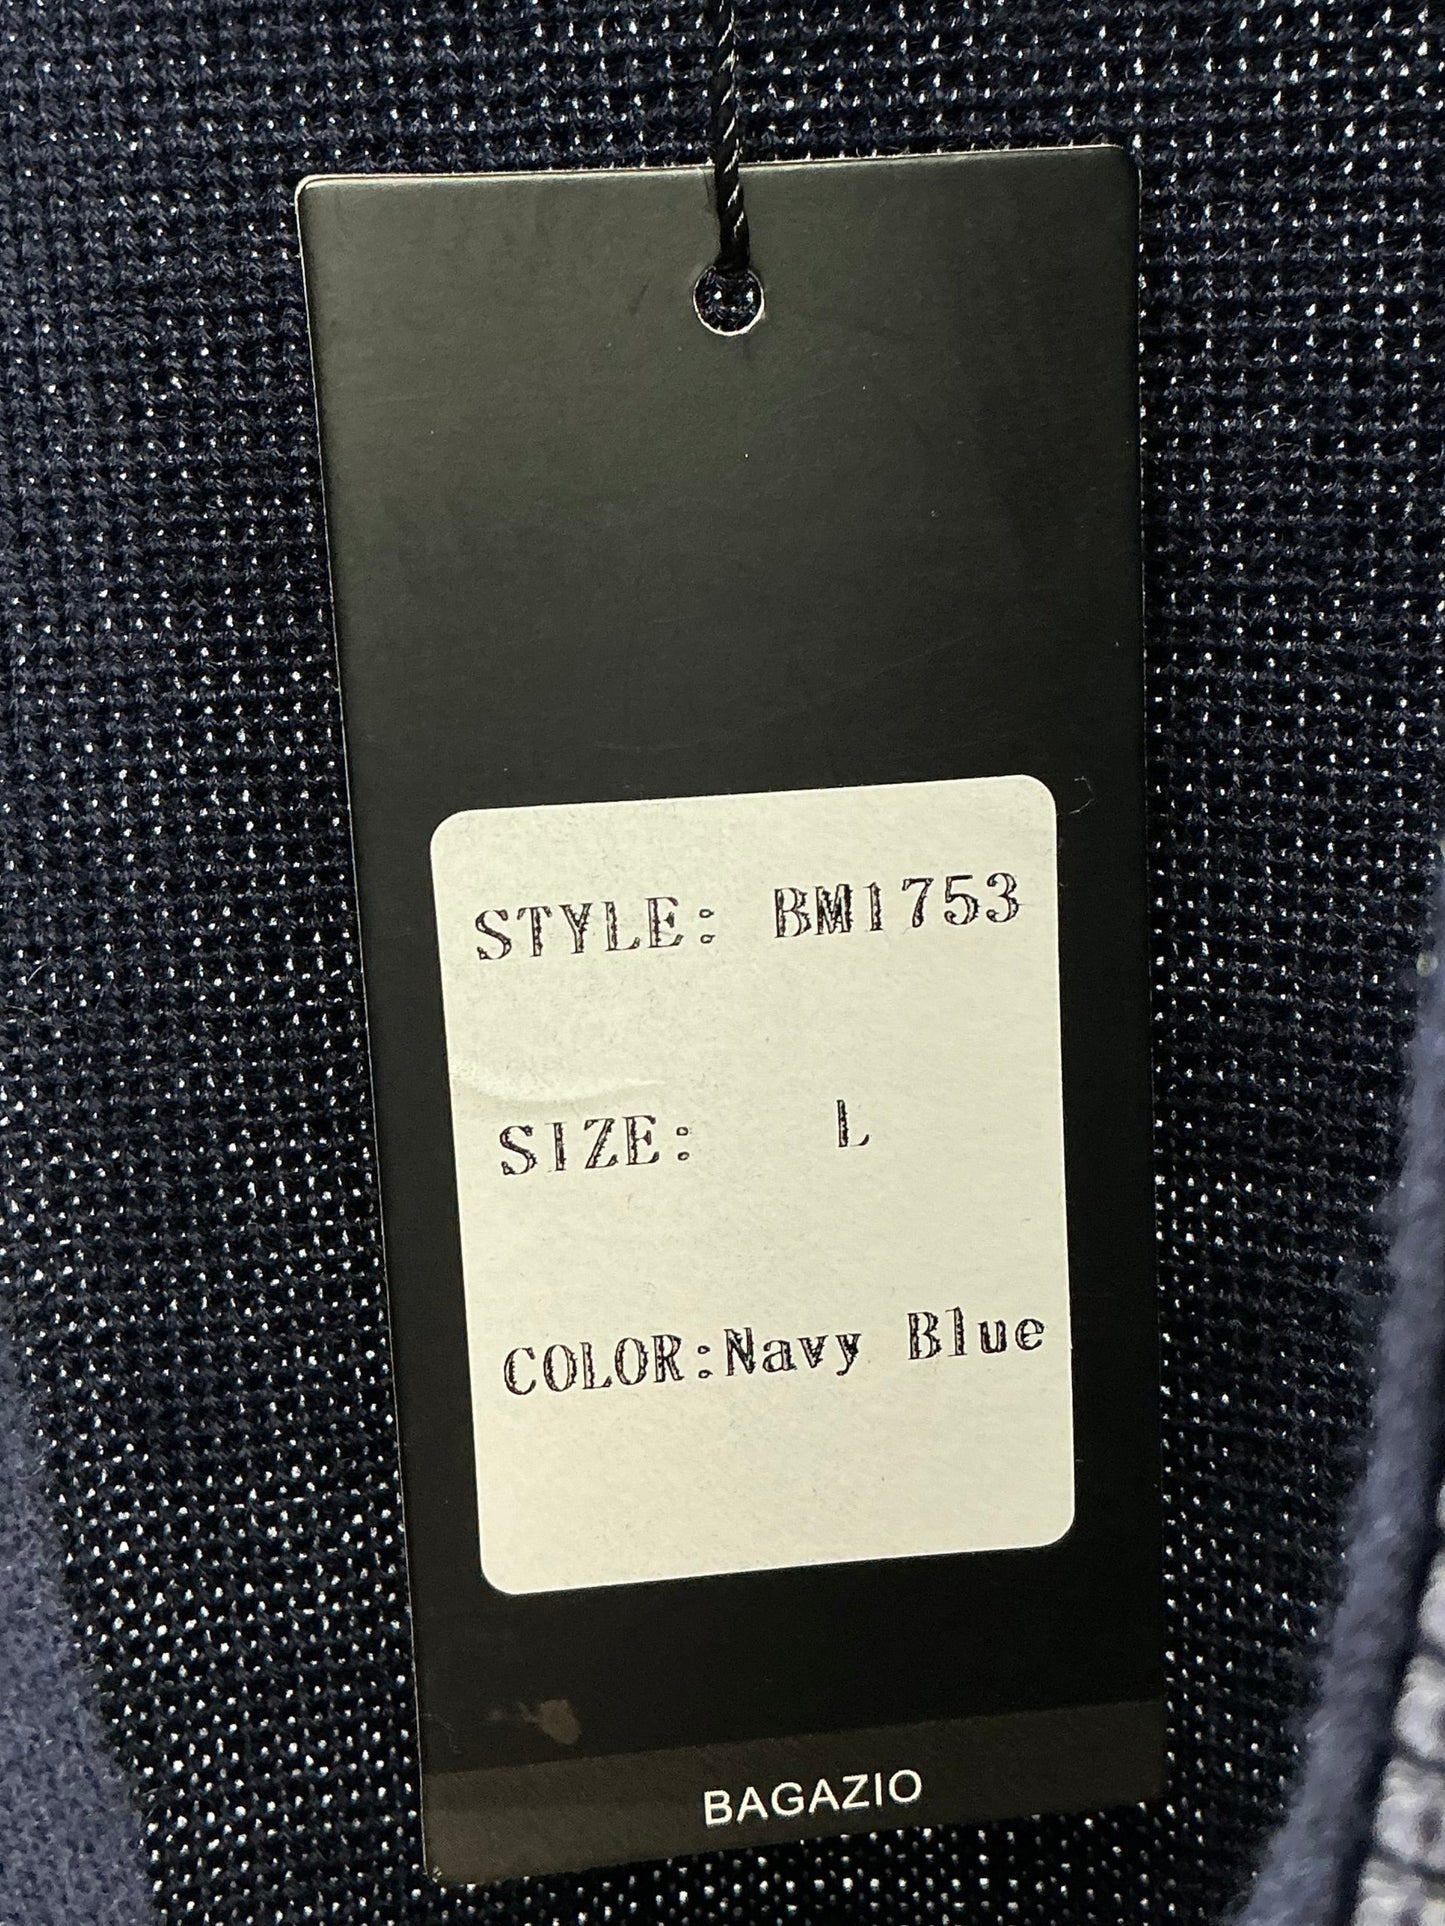 STYLE: BM1753
SIZE: L
COLOR:Navy Blue
BAGAZIO